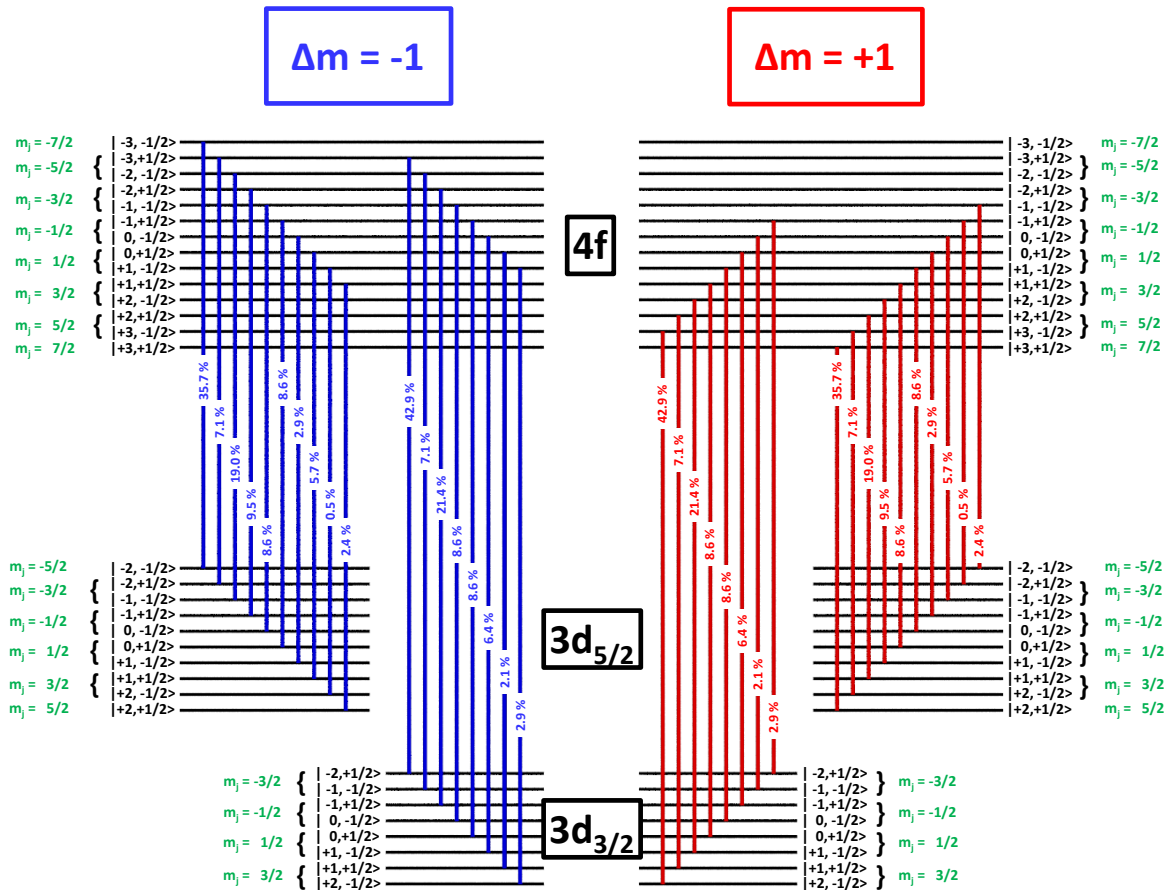 Δm = -1
Δm = +1
m_j = -7/2
m_j = -5/2
m_j = -3/2
m_j = -1/2
m_j = 1/2
m_j = 3/2
m_j = 5/2
m_j = 7/2
{
{
{
{
{
{
| -3, -1/2>
| -3,+1/2>
| -2, -1/2>
| -2,+1/2>
| -1, -1/2>
| -1,+1/2>
| 0, -1/2>
| 0,+1/2>
|+1, -1/2>
|+1,+1/2>
|+2, -1/2>
|+2,+1/2>
|+3, -1/2>
|+3,+1/2>
4f
| -3, -1/2>
| -3,+1/2>
| -2, -1/2>
| -2,+1/2>
| -1, -1/2>
| -1,+1/2>
| 0, -1/2>
| 0,+1/2>
|+1, -1/2>
|+1,+1/2>
|+2, -1/2>
|+2,+1/2>
|+3, -1/2>
|+3,+1/2>
}
}
}
}
}
}
m_j = -7/2
m_j = -5/2
m_j = -3/2
m_j = -1/2
m_j = 1/2
m_j = 3/2
m_j = 5/2
m_j = 7/2
35.7 %
7.1 %
19.0 %
9.5 %
8.6 %
8.6 %
2.9 %
5.7 %
0.5 %
2.4 %
42.9 %
7.1 %
21.4 %
8.6 %
8.6 %
6.4 %
2.1 %
2.9 %
42.9 %
7.1 %
21.4 %
8.6 %
8.6 %
6.4 %
2.1 %
2.9 %
35.7 %
7.1 %
19.0 %
9.5 %
8.6 %
8.6 %
2.9 %
5.7 %
0.5 %
2.4 %
m_j = -5/2
m_j = -3/2
m_j = -1/2
m_j = 1/2
m_j = 3/2
m_j = 5/2
{
{
{
{
| -2, -1/2>
| -2,+1/2>
| -1, -1/2>
| -1,+1/2>
| 0, -1/2>
| 0,+1/2>
|+1, -1/2>
|+1,+1/2>
|+2, -1/2>
|+2,+1/2>
3d_5/2
| -2, -1/2>
| -2,+1/2>
| -1, -1/2>
| -1,+1/2>
| 0, -1/2>
| 0,+1/2>
|+1, -1/2>
|+1,+1/2>
|+2, -1/2>
|+2,+1/2>
}
}
}
}
m_j = -5/2
m_j = -3/2
m_j = -1/2
m_j = 1/2
m_j = 3/2
m_j = 5/2
m_j = -3/2
m_j = -1/2
m_j = 1/2
m_j = 3/2
{
{
{
{
| -2,+1/2>
| -1, -1/2>
| -1,+1/2>
| 0, -1/2>
| 0,+1/2>
|+1, -1/2>
|+1,+1/2>
|+2, -1/2>
3d_3/2
| -2,+1/2>
| -1, -1/2>
| -1,+1/2>
| 0, -1/2>
| 0,+1/2>
|+1, -1/2>
|+1,+1/2>
|+2, -1/2>
}
}
}
}
m_j = -3/2
m_j = -1/2
m_j = 1/2
m_j = 3/2